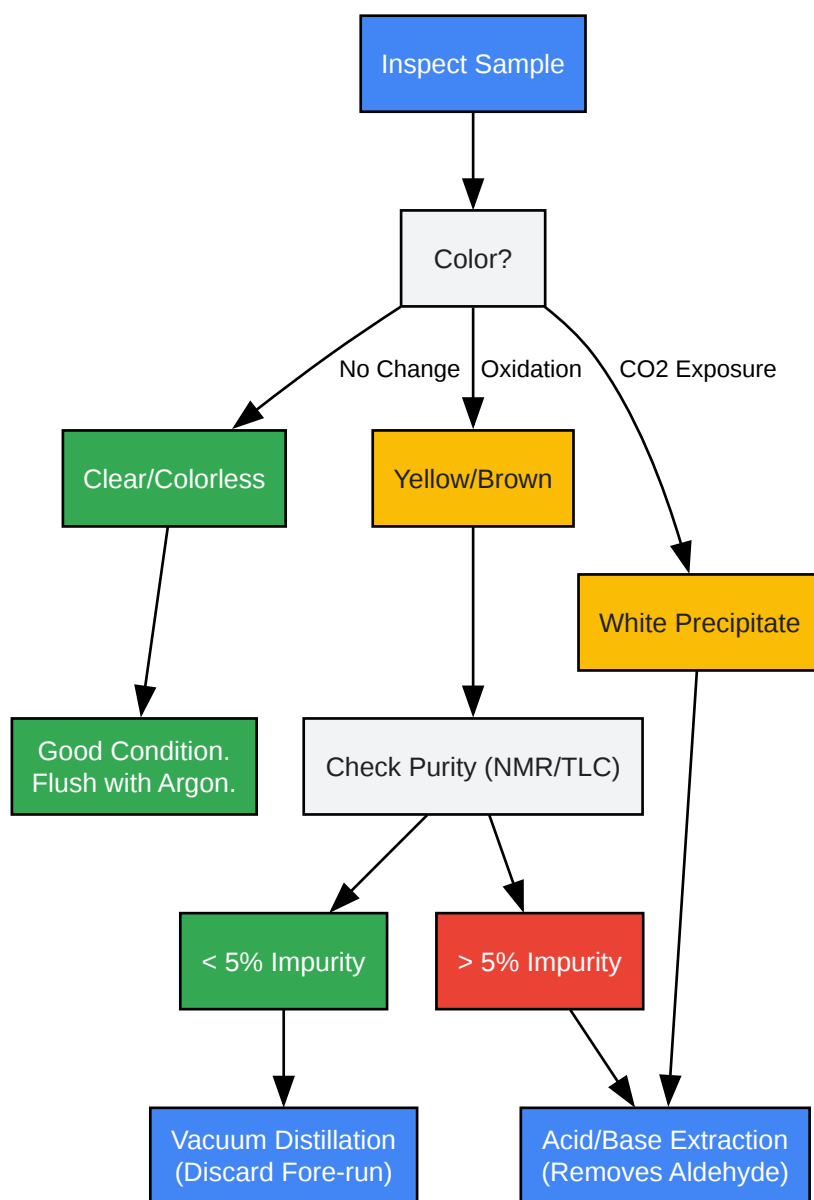 Inspect Sample
Color?
No Change
Oxidation
CO2 Exposure
Clear/Colorless
Yellow/Brown
White Precipitate
Good Condition.
Flush with Argon.
Check Purity (NMR/TLC)
< 5% Impurity
> 5% Impurity
Vacuum Distillation
(Discard Fore-run)
Acid/Base Extraction
(Removes Aldehyde)